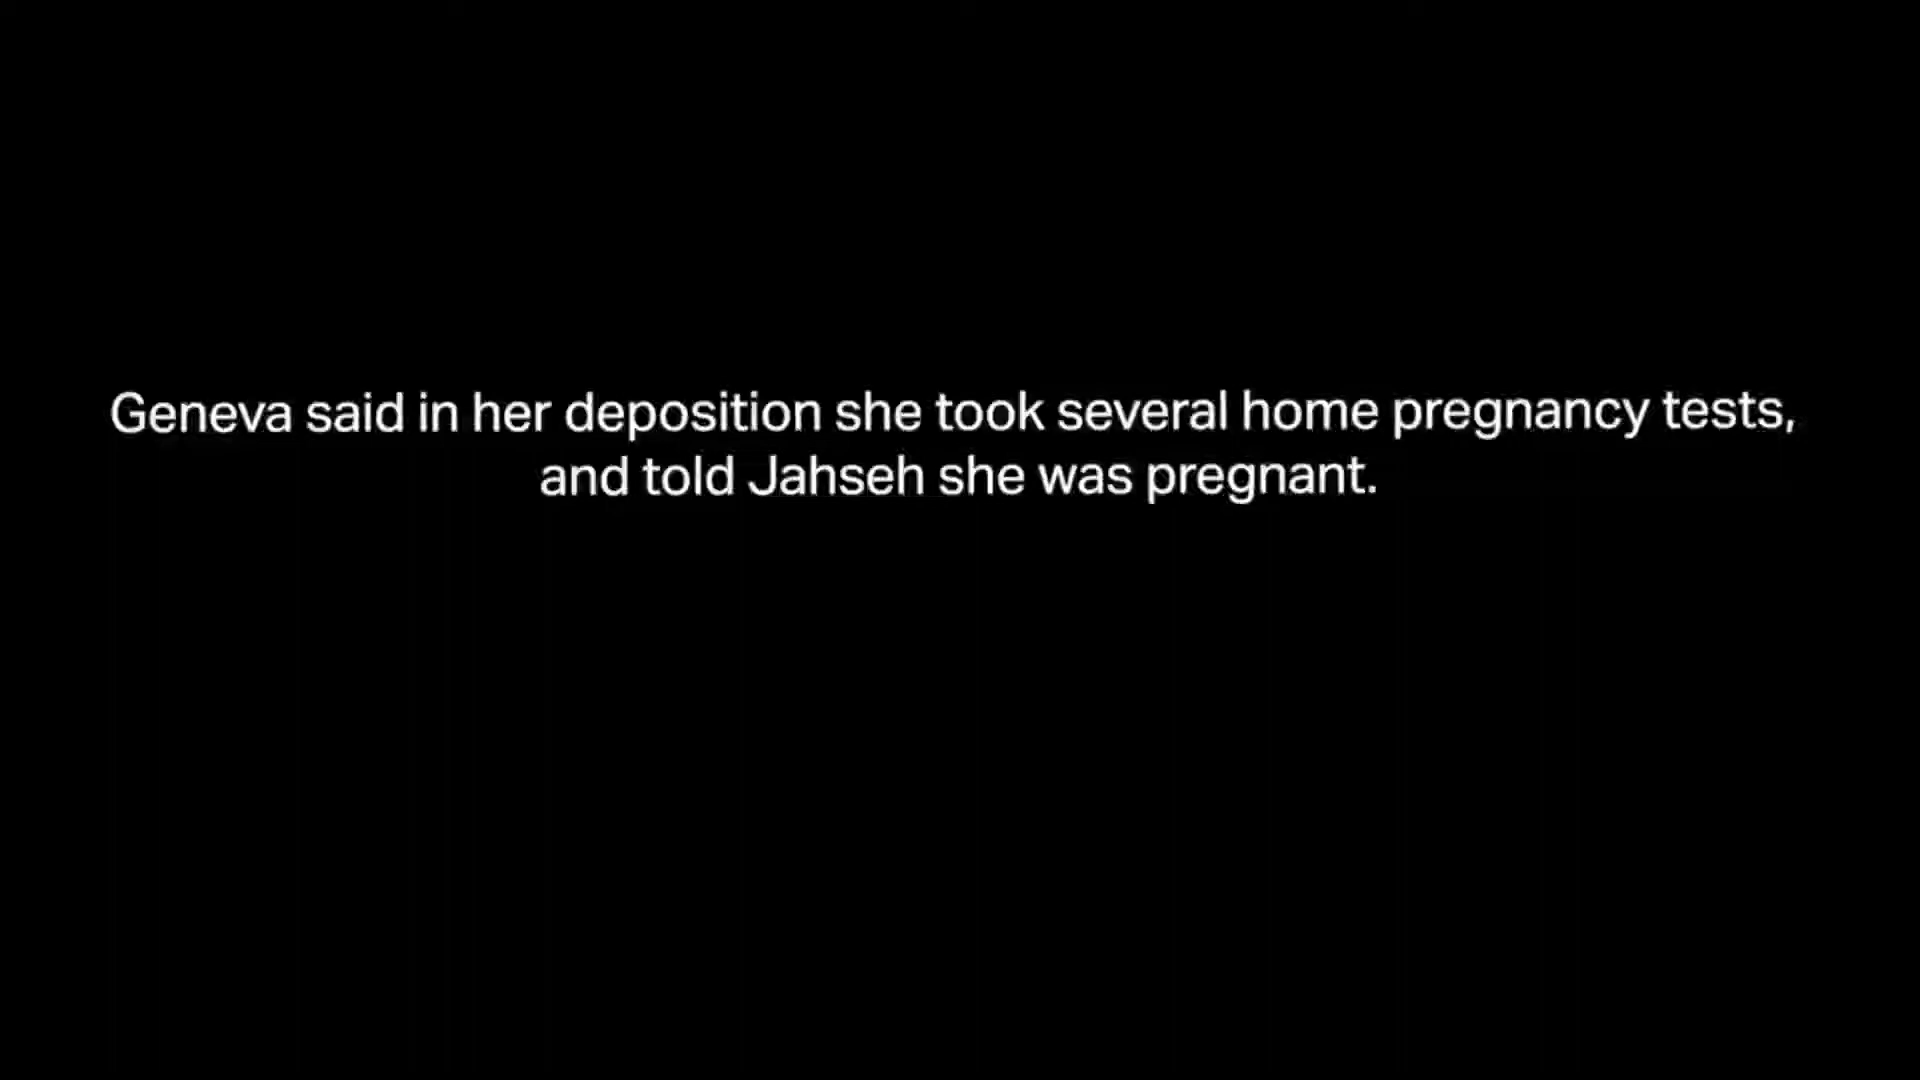 Geneva said in her deposition she took several home pregnancy tests,
and told Jahseh she was pregnant.